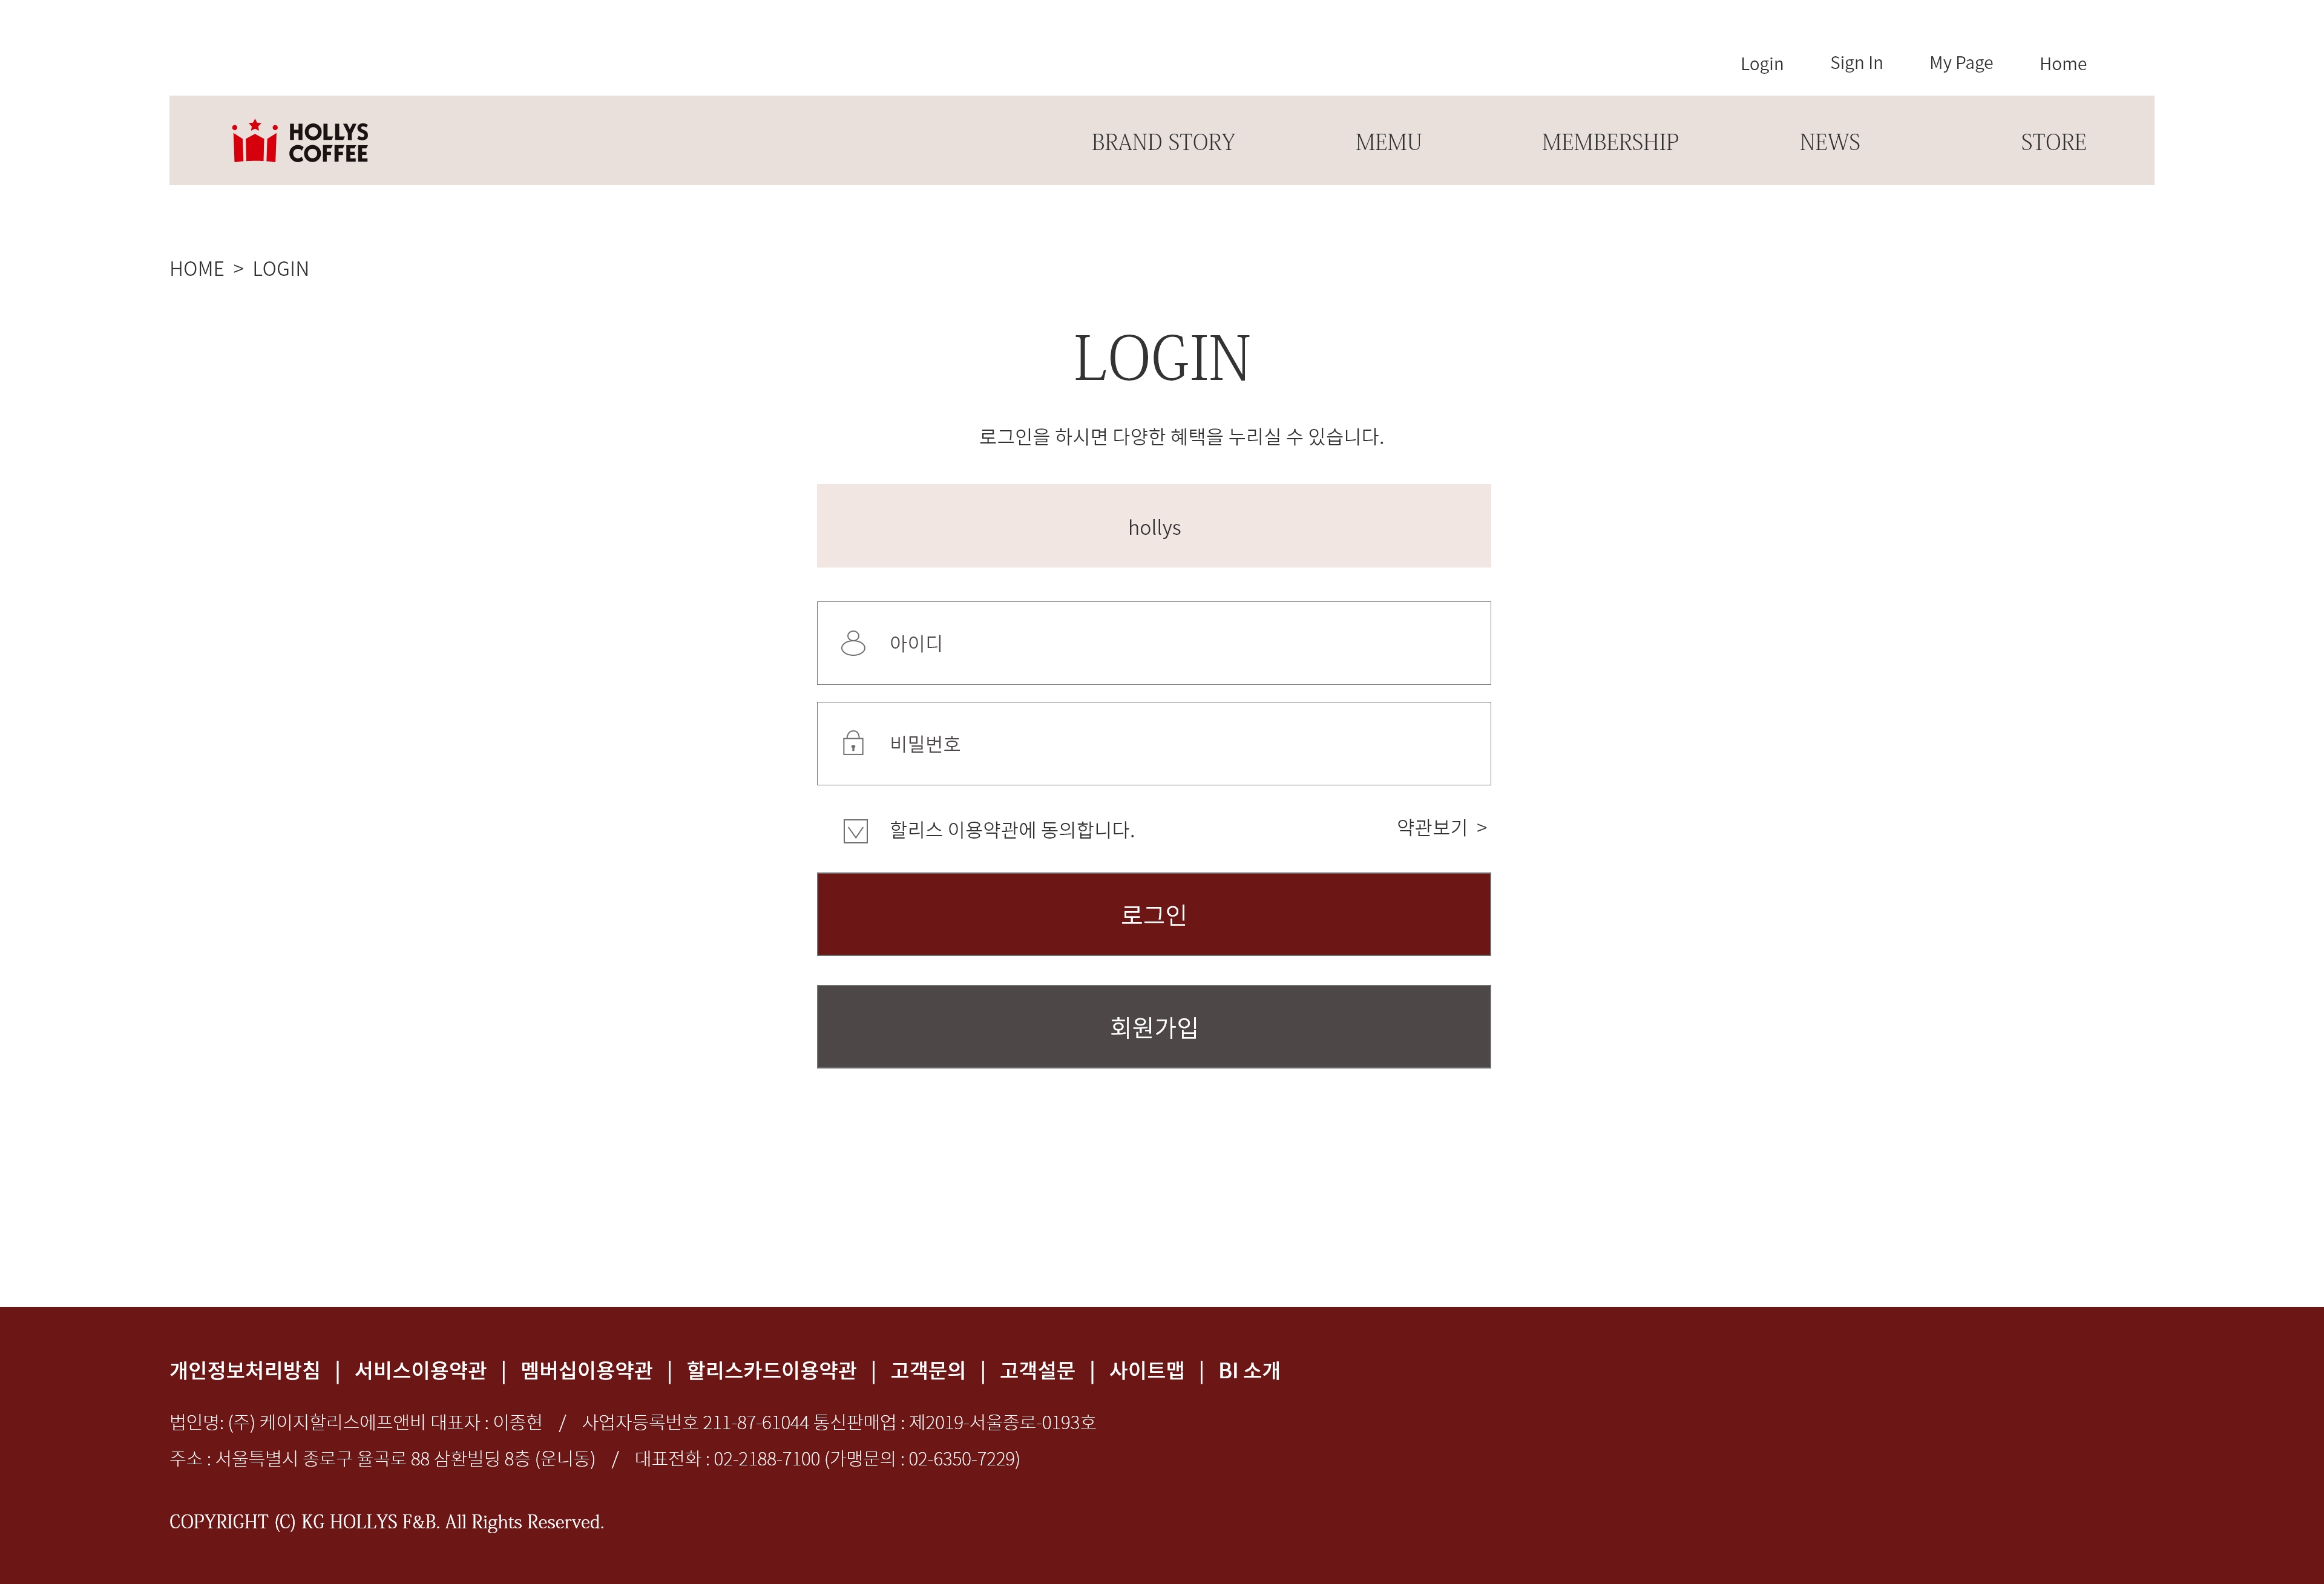 Login Sign In My Page Home
HOLLYS
COFFEE
BRAND STORY MEMU MEMBERSHIP NEWS STORE
HOME > LOGIN
LOGIN
로그인을 하시면 다양한 혜택을 누리실 수 있습니다.
hollys
아이디
비밀번호
할리스 이용약관에 동의합니다. 약관보기 >
로그인
회원가입
개인정보처리방침 | 서비스이용약관 | 멤버십이용약관 | 할리스카드이용약관 | 고객문의 | 고객설문 | 사이트맵 | BI 소개
법인명: (주) 케이지할리스에프앤비 대표자 : 이종현 / 사업자등록번호 211-87-61044 통신판매업 : 제2019-서울종로-0193호
주소 : 서울특별시 종로구 율곡로 88 삼환빌딩 8층 (운니동) / 대표전화 : 02-2188-7100 (가맹문의 : 02-6350-7229)
COPYRIGHT (C) KG HOLLYS F&B. All Rights Reserved.